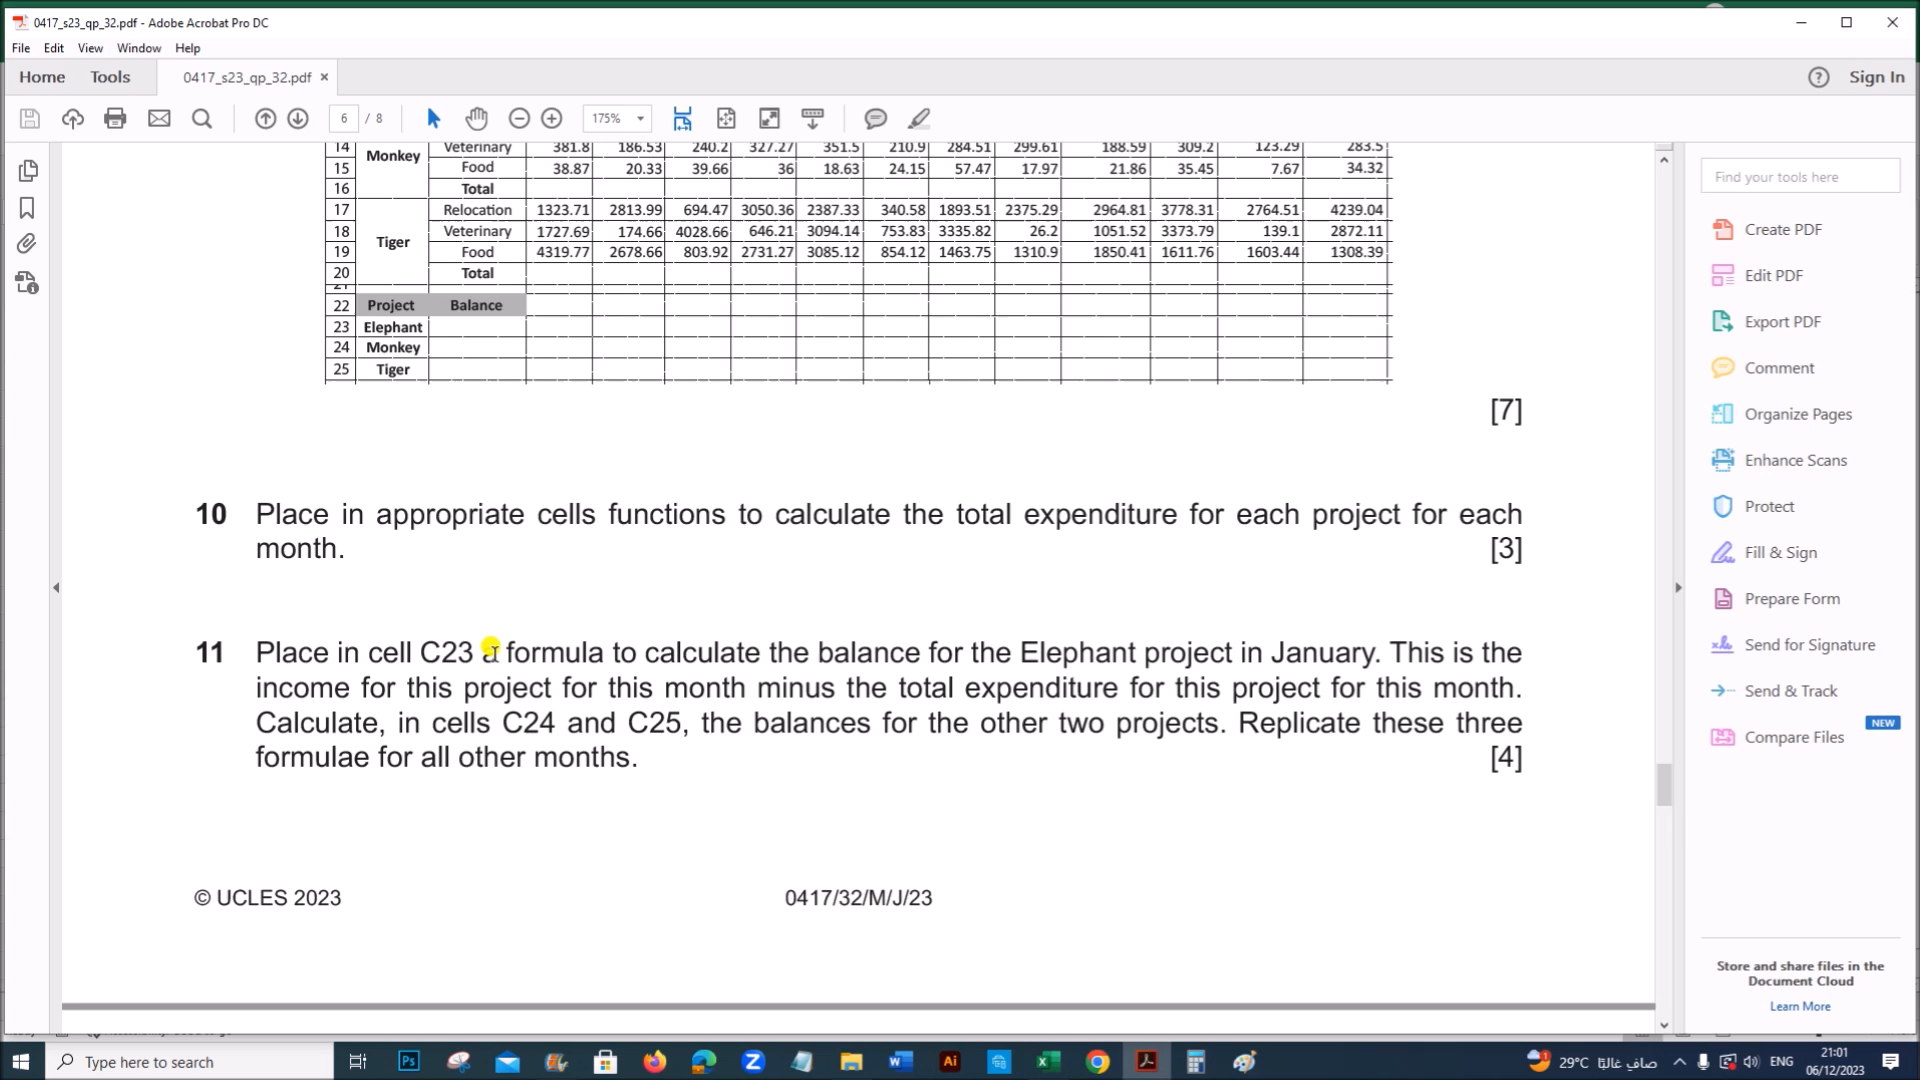 0417_s23_qp_32.pdf - Adobe Acrobat Pro DC
File Edit View Window Help
Home Tools 0417_s23_qp_32.pdf × Sign In
6 / 8 175%
14 Monkey Veterinary 381.8 186.53 240.2 327.27 351.5 210.9 284.51 299.61 188.59 309.2 123.29 283.5
15 Food 38.87 20.33 39.66 36 18.63 24.15 57.47 17.97 21.86 35.45 7.67 34.32
16 Total
17 Relocation 1323.71 2813.99 694.47 3050.36 2387.33 340.58 1893.51 2375.29 2964.81 3778.31 2764.51 4239.04
18 Tiger Veterinary 1727.69 174.66 4028.66 646.21 3094.14 753.83 3335.82 26.2 1051.52 3373.79 139.1 2872.11
19 Food 4319.77 2678.66 803.92 2731.27 3085.12 854.12 1463.75 1310.9 1850.41 1611.76 1603.44 1308.39
20 Total
21
22 Project Balance
23 Elephant
24 Monkey
25 Tiger
[7]
10 Place in appropriate cells functions to calculate the total expenditure for each project for each
month. [3]
11 Place in cell C23 a formula to calculate the balance for the Elephant project in January. This is the
income for this project for this month minus the total expenditure for this project for this month.
Calculate, in cells C24 and C25, the balances for the other two projects. Replicate these three
formulae for all other months. [4]
© UCLES 2023 0417/32/M/J/23
Find your tools here
Create PDF
Edit PDF
Export PDF
Comment
Organize Pages
Enhance Scans
Protect
Fill & Sign
Prepare Form
Send for Signature
Send & Track
NEW
Compare Files
Store and share files in the
Document Cloud
Learn More
Type here to search
29°C صافٍ غالبًا ENG
21:01
06/12/2023